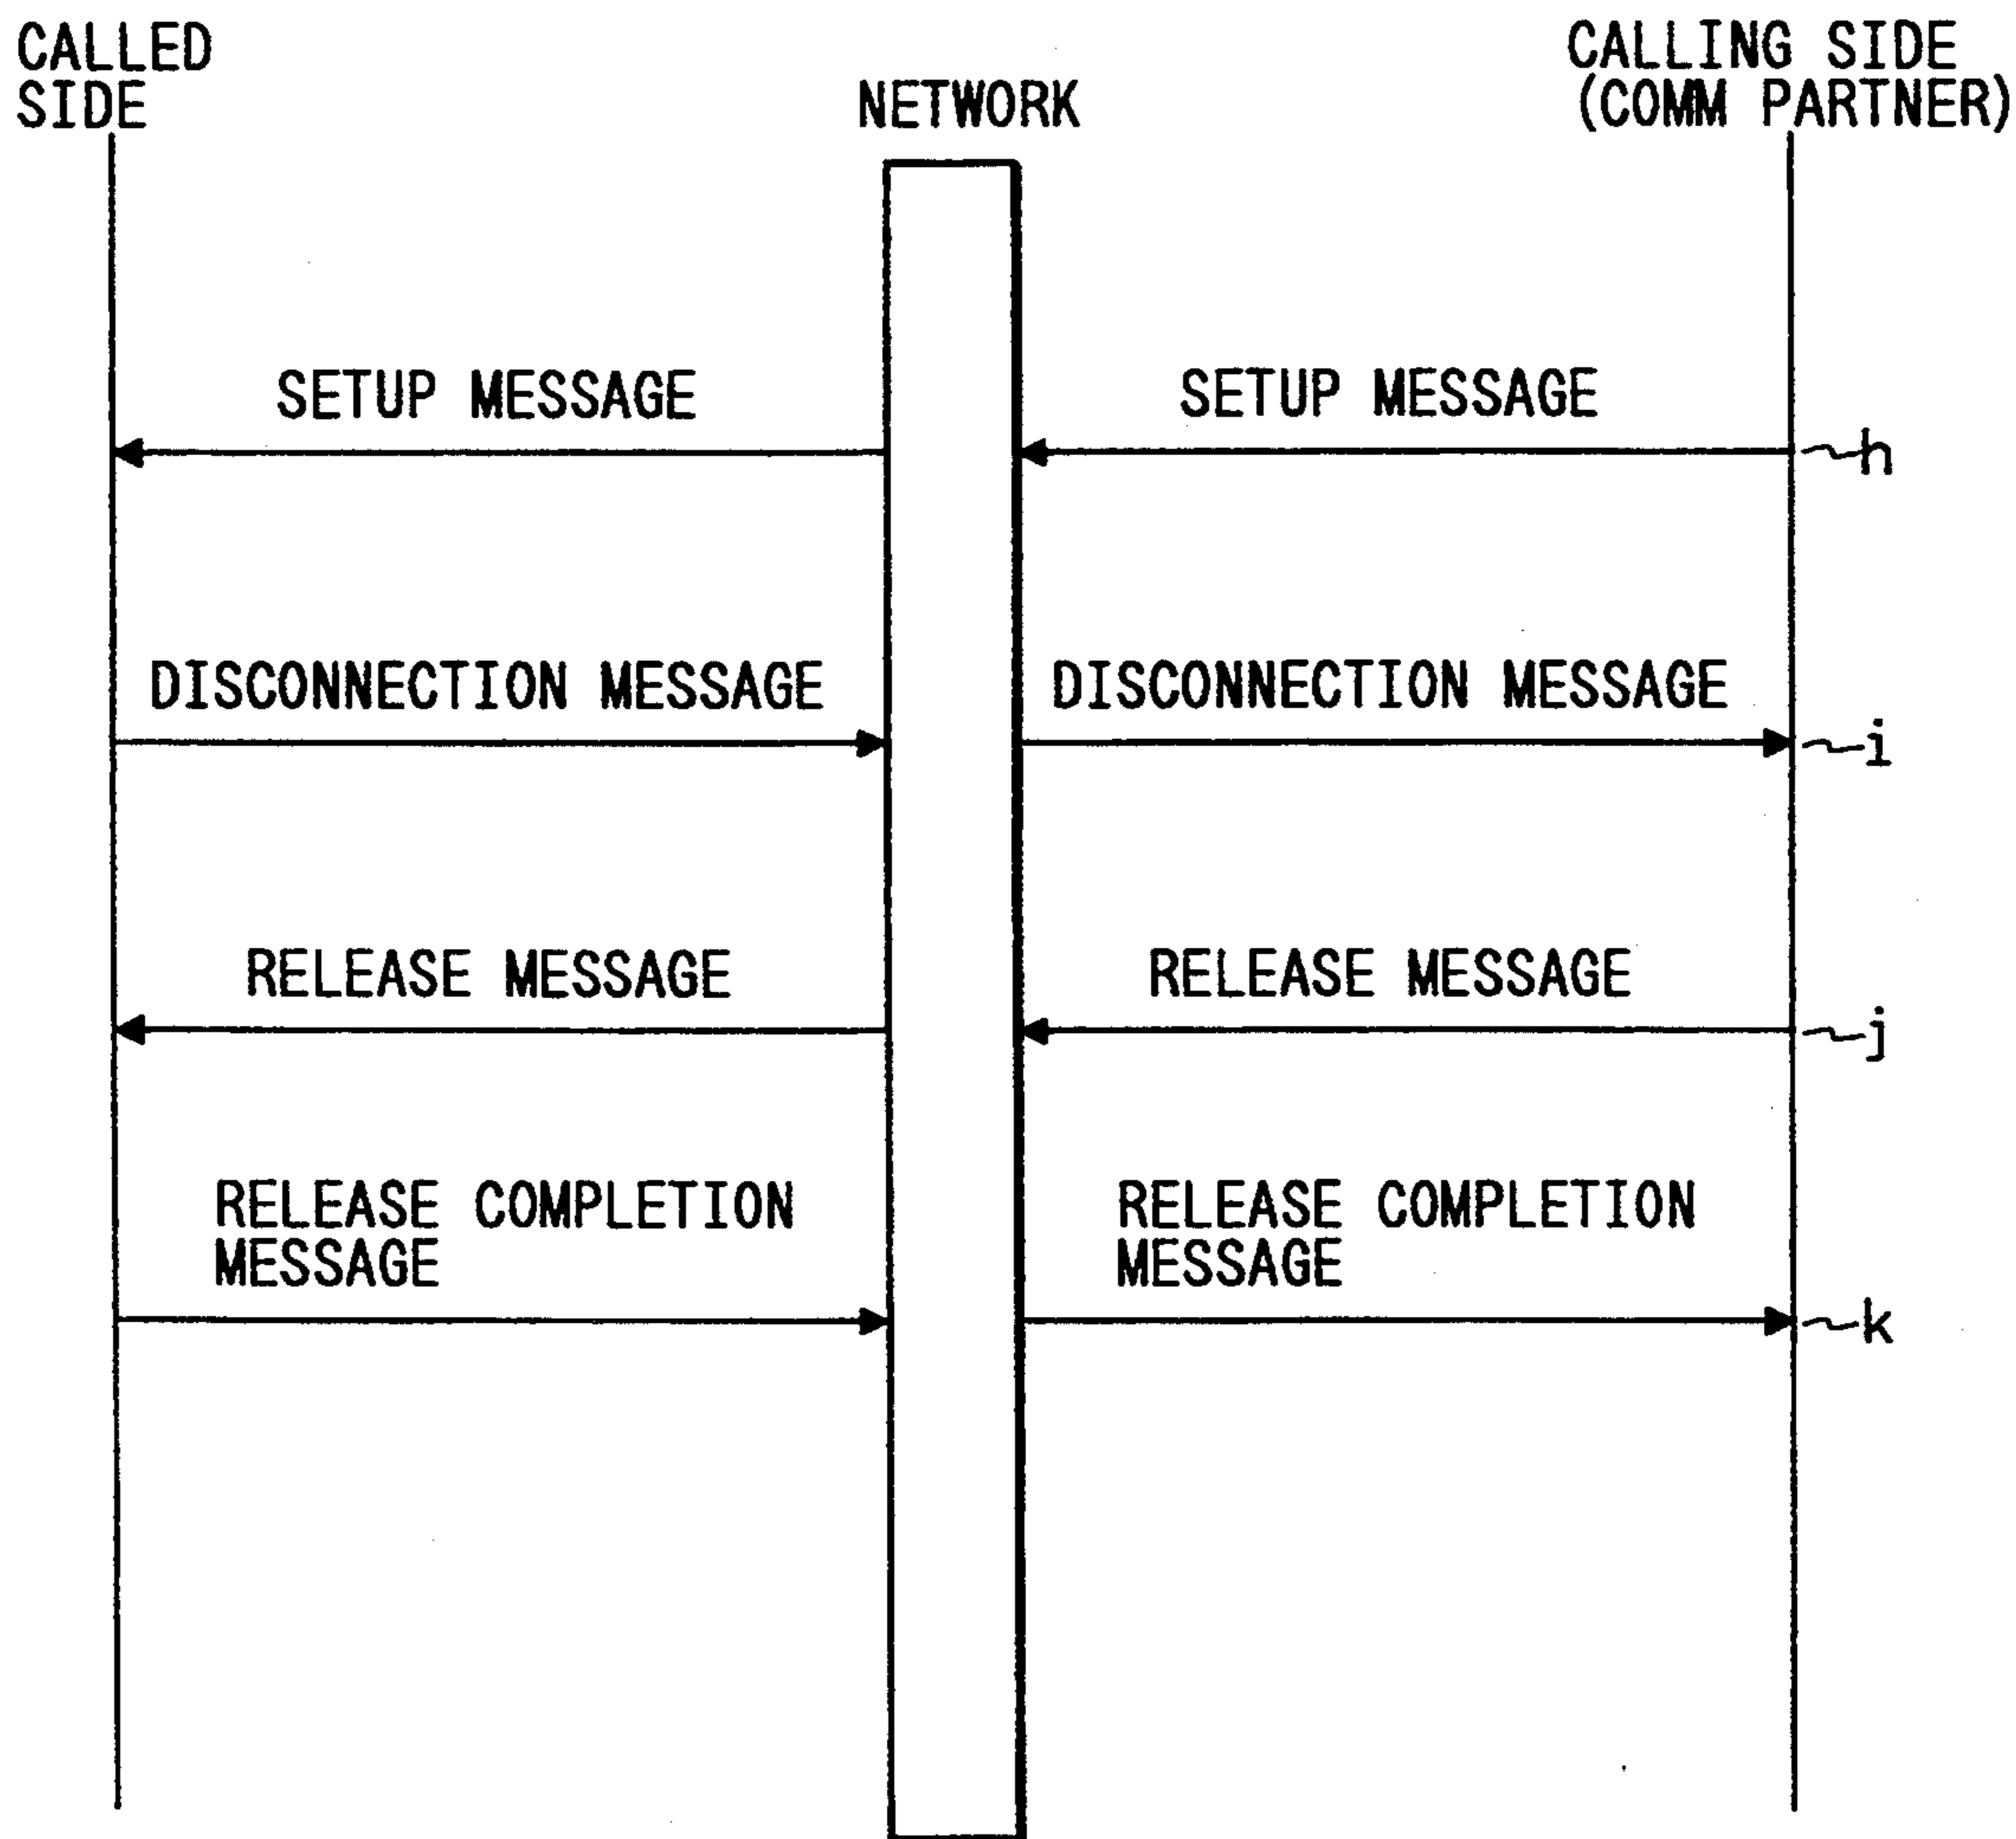 CALLED
SIDE
NETWORK
CALLING SIDE
(COMM PARTNER)
SETUP MESSAGE
SETUP MESSAGE
h
DISCONNECTION MESSAGE
DISCONNECTION MESSAGE
i
RELEASE MESSAGE
RELEASE MESSAGE
j
RELEASE COMPLETION
MESSAGE
RELEASE COMPLETION
MESSAGE
k